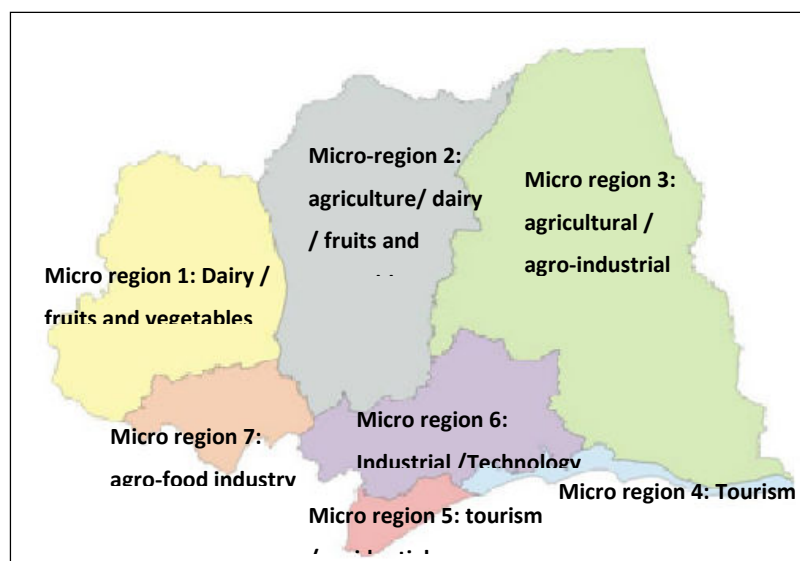 Micro-region 2:
agriculture/ dairy
/ fruits and
Micro region 3:
agricultural /
agro-industrial
Micro region 1: Dairy /
fruits and vegetables
Micro region 6:
Industrial /Technology
Micro region 7:
agro-food industry
Micro region 4: Tourism
Micro region 5: tourism
/